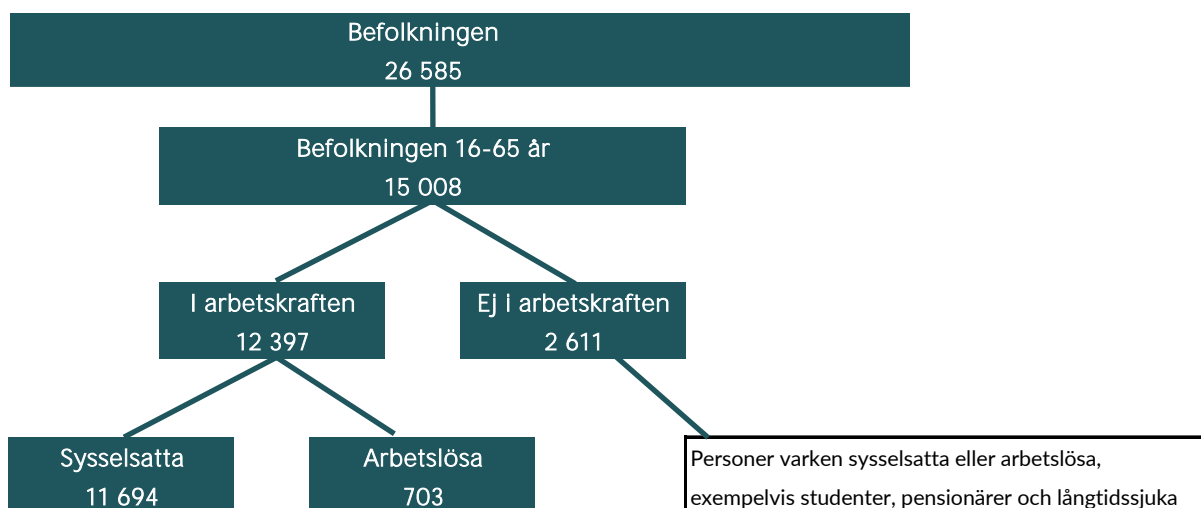 Befolkningen
26 585
Befolkningen 16-65 år
15 008
I arbetskraften
12 397
Ej i arbetskraften
2 611
Sysselsatta
11 694
Arbetslösa
703
Personer varken sysselsatta eller arbetslösa,
exempelvis studenter, pensionärer och långtidssjuka